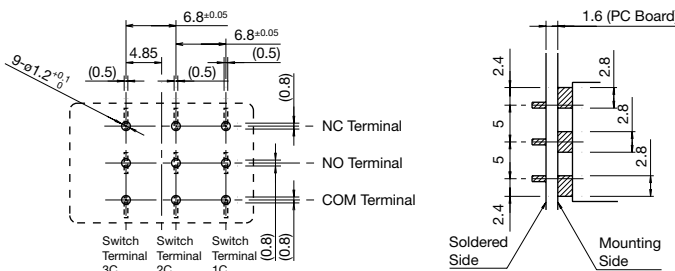 6.8±0.05
6.8±0.05
4.85
(0.5)
(0.5)
(0.5)
9-ø1.2+0.1 0
(0.8)
NC Terminal
NO Terminal
COM Terminal
(0.8)
(0.8)
Switch Terminal 3C
Switch Terminal 2C
Switch Terminal 1C
1.6 (PC Board)
2.4
5
5
2.4
2.8
2.8
2.8
Soldered Side
Mounting Side